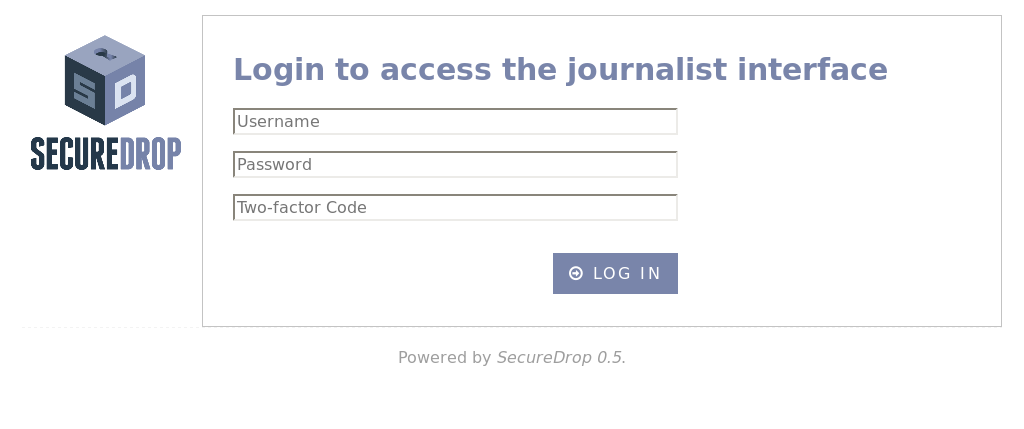 SD
SECUREDROP
Login to access the journalist interface
Username
Password
Two-factor Code
LOG IN
Powered by SecureDrop 0.5.